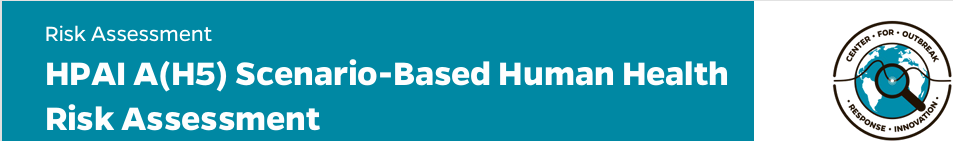 Risk Assessment
HPAI A(H5) Scenario-Based Human Health
Risk Assessment
CENTER • FOR • OUTBREAK
• RESPONSE • INNOVATION •